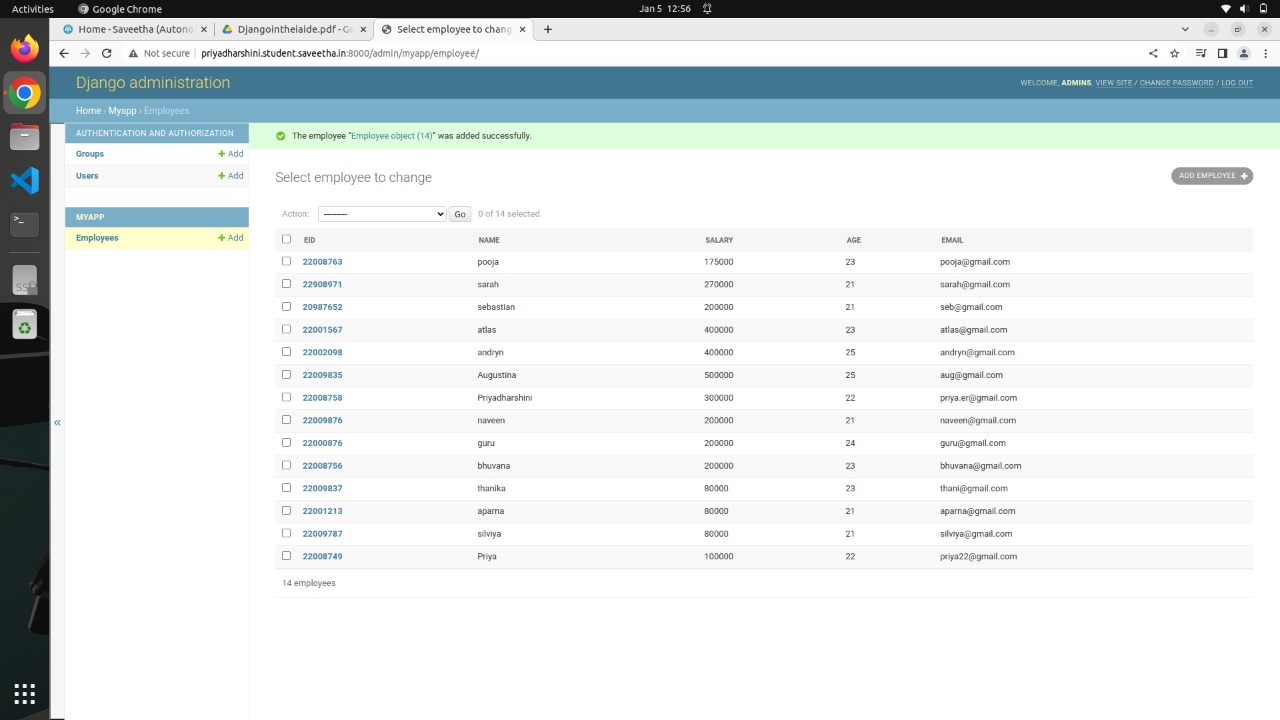 Activities Google Chrome Jan 5 12:56
Home - Saveetha (Autono Djangointheiaide.pdf - Go Select employee to chang
Not secure priyadharshini.student.saveetha.in:8000/admin/myapp/employee/
Django administration WELCOME, ADMINS. VIEW SITE / CHANGE PASSWORD / LOG OUT
Home › Myapp › Employees
AUTHENTICATION AND AUTHORIZATION
Groups + Add
Users + Add
MYAPP
Employees + Add
«
The employee “Employee object (14)” was added successfully.
Select employee to change ADD EMPLOYEE +
Action: --------- Go 0 of 14 selected
EID NAME SALARY AGE EMAIL
22008763 pooja 175000 23 pooja@gmail.com
22908971 sarah 270000 21 sarah@gmail.com
20987652 sebastian 200000 21 seb@gmail.com
22001567 atlas 400000 23 atlas@gmail.com
22002098 andryn 400000 25 andryn@gmail.com
22009835 Augustina 500000 25 aug@gmail.com
22008758 Priyadharshini 300000 22 priya.er@gmail.com
22009876 naveen 200000 21 naveen@gmail.com
22000876 guru 200000 24 guru@gmail.com
22008756 bhuvana 200000 23 bhuvana@gmail.com
22009837 thanika 80000 23 thani@gmail.com
22001213 aparna 80000 21 aparna@gmail.com
22009787 silviya 80000 21 silviya@gmail.com
22008749 Priya 100000 22 priya22@gmail.com
14 employees